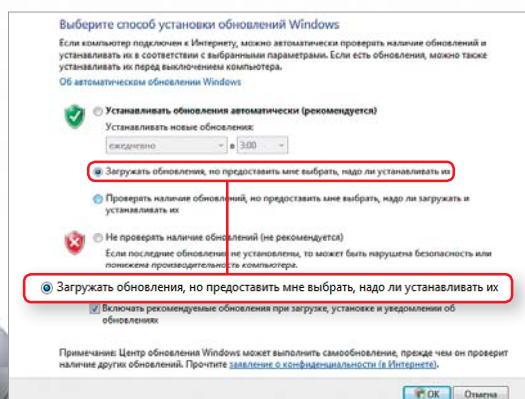 Выберите способ установки обновлений Windows
Если компьютер подключен к Интернету, можно автоматически проверять наличие обновлений и
устанавливать их в соответствии с выбранными параметрами. Если есть обновления, можно также
устанавливать их перед выключением компьютера.
Об автоматическом обновлении Windows
Устанавливать обновления автоматически (рекомендуется)
Устанавливать новые обновления:
ежедневно в 3:00
Загружать обновления, но предоставить мне выбрать, надо ли устанавливать их
Проверять наличие обновлений, но предоставить мне выбрать, надо ли загружать и
устанавливать их
Не проверять наличие обновлений (не рекомендуется)
Если последние обновления не установлены, то может быть нарушена безопасность или
понижена производительность компьютера.
Загружать обновления, но предоставить мне выбрать, надо ли устанавливать их
Включать рекомендуемые обновления при загрузке, установке и уведомлении об
обновлениях
Примечание: Центр обновления Windows может выполнить самообновление, прежде чем он проверит
наличие других обновлений. Прочтите заявление о конфиденциальности (в Интернете).
OK Отмена